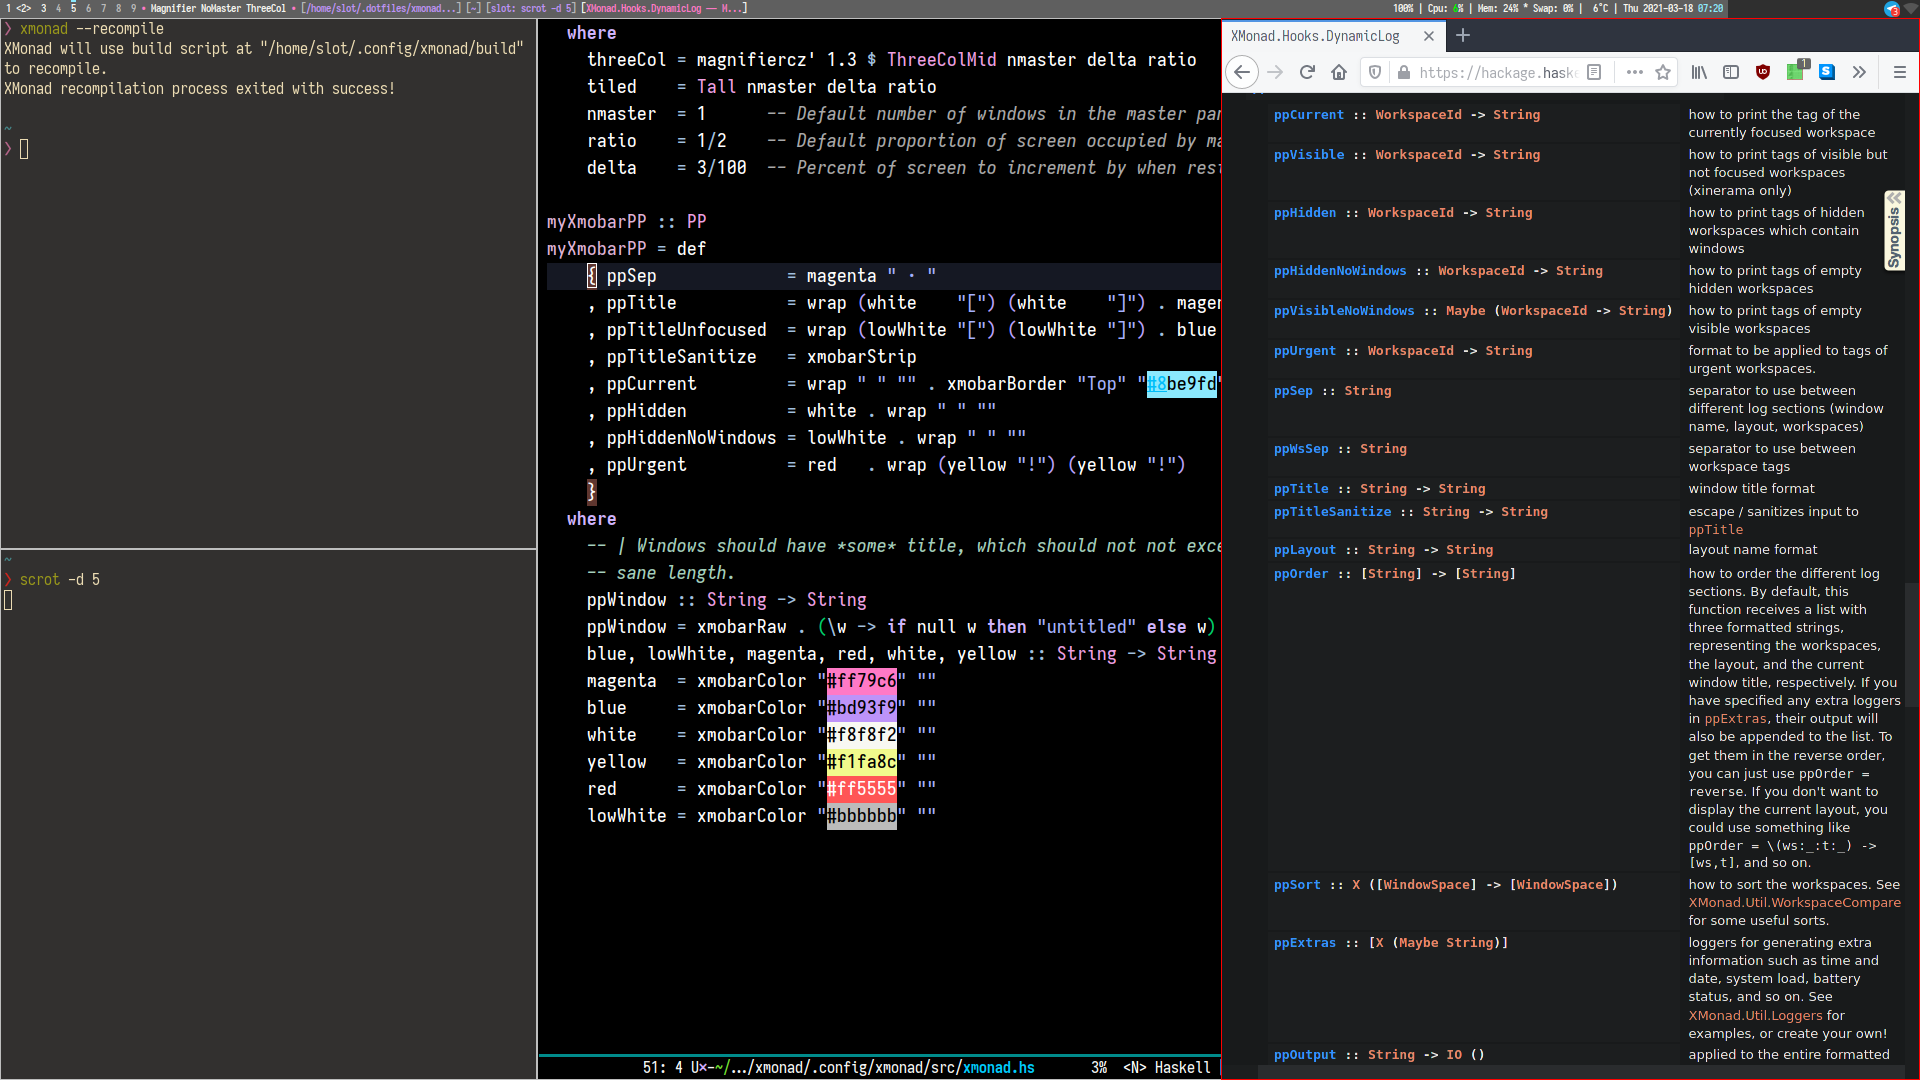 1 <2> 3 4 5 6 7 8 9 • Magnifier NoMaster ThreeCol • [/home/slot/.dotfiles/xmonad...] [~] [slot: scrot -d 5] [XMonad.Hooks.DynamicLog — M...]
100% | Cpu: 6% | Mem: 24% * Swap: 0% | 6°C | Thu 2021-03-18 07:20
❯ xmonad --recompile
XMonad will use build script at "/home/slot/.config/xmonad/build"
to recompile.
XMonad recompilation process exited with success!
~
❯
~
❯ scrot -d 5
where
threeCol = magnifiercz' 1.3 $ ThreeColMid nmaster delta ratio
tiled = Tall nmaster delta ratio
nmaster = 1 -- Default number of windows in the master pan
ratio = 1/2 -- Default proportion of screen occupied by ma
delta = 3/100 -- Percent of screen to increment by when resi
myXmobarPP :: PP
myXmobarPP = def
{ ppSep = magenta " · "
, ppTitle = wrap (white "[") (white "]") . magen
, ppTitleUnfocused = wrap (lowWhite "[") (lowWhite "]") . blue
, ppTitleSanitize = xmobarStrip
, ppCurrent = wrap " " "" . xmobarBorder "Top" "#8be9fd"
, ppHidden = white . wrap " " ""
, ppHiddenNoWindows = lowWhite . wrap " " ""
, ppUrgent = red . wrap (yellow "!") (yellow "!")
}
where
-- | Windows should have *some* title, which should not not exce
-- sane length.
ppWindow :: String -> String
ppWindow = xmobarRaw . (\w -> if null w then "untitled" else w)
blue, lowWhite, magenta, red, white, yellow :: String -> String
magenta = xmobarColor "#ff79c6" ""
blue = xmobarColor "#bd93f9" ""
white = xmobarColor "#f8f8f2" ""
yellow = xmobarColor "#f1fa8c" ""
red = xmobarColor "#ff5555" ""
lowWhite = xmobarColor "#bbbbbb" ""
51: 4 U×-~/.../xmonad/.config/xmonad/src/xmonad.hs 3% <N> Haskell
XMonad.Hooks.DynamicLog
https://hackage.hask
1
Synopsis
ppCurrent :: WorkspaceId -> String how to print the tag of the
currently focused workspace
ppVisible :: WorkspaceId -> String how to print tags of visible but
not focused workspaces
(xinerama only)
ppHidden :: WorkspaceId -> String how to print tags of hidden
workspaces which contain
windows
ppHiddenNoWindows :: WorkspaceId -> String how to print tags of empty
hidden workspaces
ppVisibleNoWindows :: Maybe (WorkspaceId -> String) how to print tags of empty
visible workspaces
ppUrgent :: WorkspaceId -> String format to be applied to tags of
urgent workspaces.
ppSep :: String separator to use between
different log sections (window
name, layout, workspaces)
ppWsSep :: String separator to use between
workspace tags
ppTitle :: String -> String window title format
ppTitleSanitize :: String -> String escape / sanitizes input to
ppTitle
ppLayout :: String -> String layout name format
ppOrder :: [String] -> [String] how to order the different log
sections. By default, this
function receives a list with
three formatted strings,
representing the workspaces,
the layout, and the current
window title, respectively. If you
have specified any extra loggers
in ppExtras, their output will
also be appended to the list. To
get them in the reverse order,
you can just use ppOrder =
reverse. If you don't want to
display the current layout, you
could use something like
ppOrder = \(ws:_:t:_) ->
[ws,t], and so on.
ppSort :: X ([WindowSpace] -> [WindowSpace]) how to sort the workspaces. See
XMonad.Util.WorkspaceCompare
for some useful sorts.
ppExtras :: [X (Maybe String)] loggers for generating extra
information such as time and
date, system load, battery
status, and so on. See
XMonad.Util.Loggers for
examples, or create your own!
ppOutput :: String -> IO () applied to the entire formatted